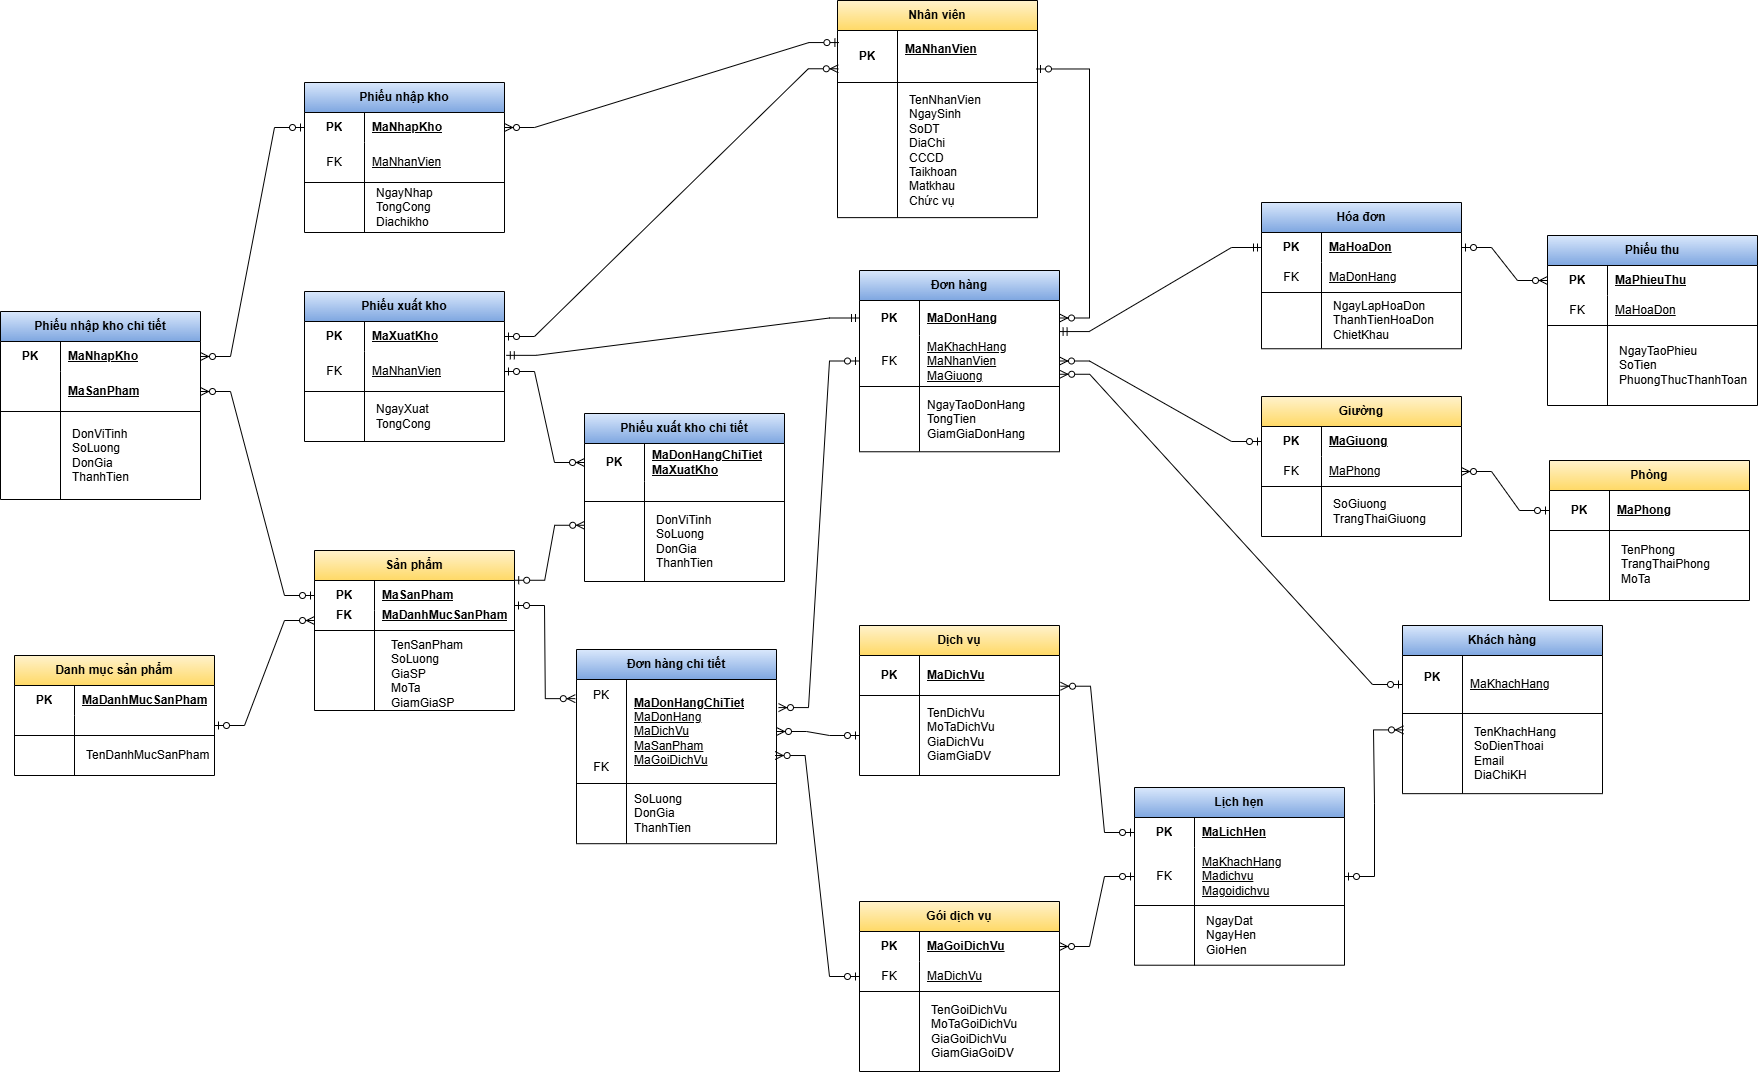 Nhân viên
PK
MaNhanVien
TenNhanVien
NgaySinh
SoDT
DiaChi
CCCD
Taikhoan
Matkhau
Chức vụ
Phiếu nhập kho
PK
MaNhapKho
FK
MaNhanVien
NgayNhap
TongCong
Diachikho
Hóa đơn
PK
MaHoaDon
FK
MaDonHang
NgayLapHoaDon
ThanhTienHoaDon
ChietKhau
Phiếu thu
PK
MaPhieuThu
FK
MaHoaDon
NgayTaoPhieu
SoTien
PhuongThucThanhToan
Đơn hàng
PK
MaDonHang
MaKhachHang
FK
MaNhanVien
MaGiuong
NgayTaoDonHang
TongTien
GiamGiaDonHang
Phiếu xuất kho
PK
MaXuatKho
FK
MaNhanVien
NgayXuat
TongCong
Phiếu nhập kho chi tiết
PK
MaNhapKho
MaSanPham
DonViTinh
SoLuong
DonGia
ThanhTien
Giường
PK
MaGiuong
FK
MaPhong
SoGiuong
TrangThaiGiuong
Phiếu xuất kho chi tiết
PK
MaDonHangChiTiet
MaXuatKho
DonViTinh
SoLuong
DonGia
ThanhTien
Phòng
PK
MaPhong
TenPhong
TrangThaiPhong
MoTa
Sản phẩm
PK
MaSanPham
FK
MaDanhMucSanPham
TenSanPham
SoLuong
GiaSP
MoTa
GiamGiaSP
Danh mục sản phẩm
PK
MaDanhMucSanPham
TenDanhMucSanPham
Đơn hàng chi tiết
PK
MaDonHangChiTiet
MaDonHang
MaDichVu
MaSanPham
MaGoiDichVu
FK
SoLuong
DonGia
ThanhTien
Dịch vụ
PK
MaDichVu
TenDichVu
MoTaDichVu
GiaDichVu
GiamGiaDV
Khách hàng
PK
MaKhachHang
TenKhachHang
SoDienThoai
Email
DiaChiKH
Lịch hẹn
PK
MaLichHen
MaKhachHang
FK
Madichvu
Magoidichvu
NgayDat
NgayHen
GioHen
Gói dịch vụ
PK
MaGoiDichVu
FK
MaDichVu
TenGoiDichVu
MoTaGoiDichVu
GiaGoiDichVu
GiamGiaGoiDV